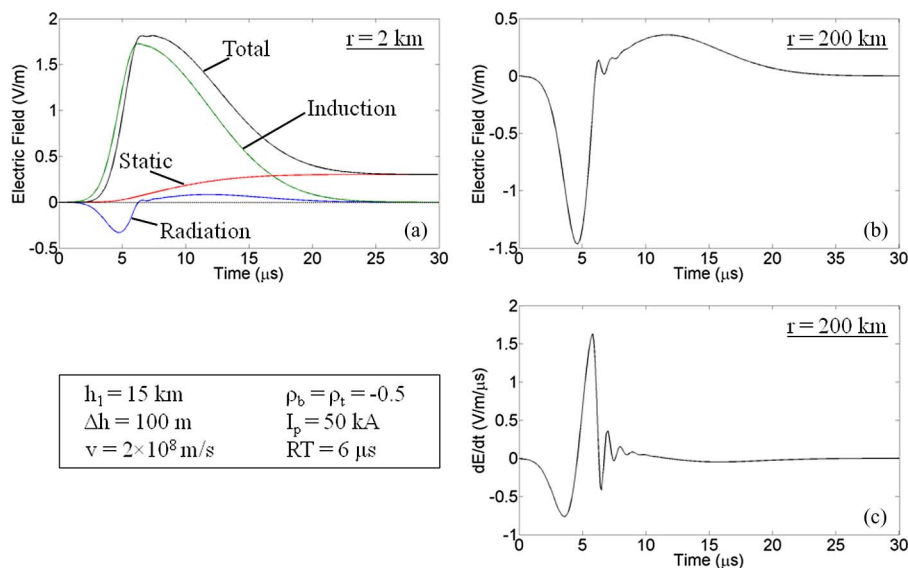 r = 2 km
Total
Induction
Static
Radiation
(a)
Electric Field (V/m)
2
1.5
1
0.5
0
-0.5
0 5 10 15 20 25 30
Time (μs)
r = 200 km
(b)
Electric Field (V/m)
0.5
0
-0.5
-1
-1.5
0 5 10 15 20 25 30
Time (μs)
h₁ = 15 km
Δh = 100 m
v = 2×10⁸ m/s
ρb = ρt = -0.5
Iₚ = 50 kA
RT = 6 μs
r = 200 km
(c)
dE/dt (V/m/μs)
2
1.5
1
0.5
0
-0.5
-1
0 5 10 15 20 25 30
Time (μs)